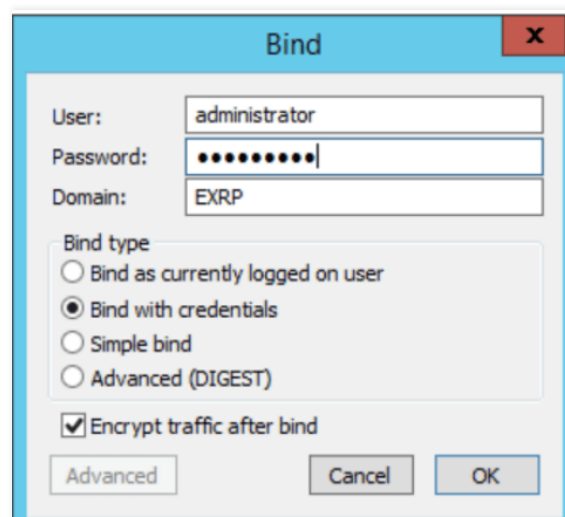 Bind
x
User: administrator
Password: •••••••••
Domain: EXRP
Bind type
Bind as currently logged on user
Bind with credentials
Simple bind
Advanced (DIGEST)
Encrypt traffic after bind
Advanced Cancel OK